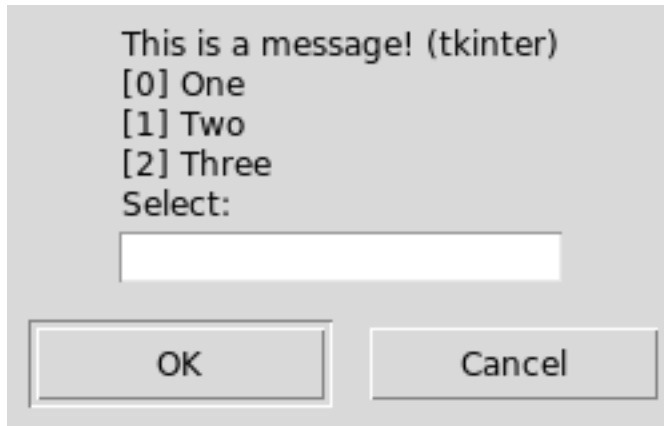 This is a message! (tkinter)
[0] One
[1] Two
[2] Three
Select:
OK
Cancel